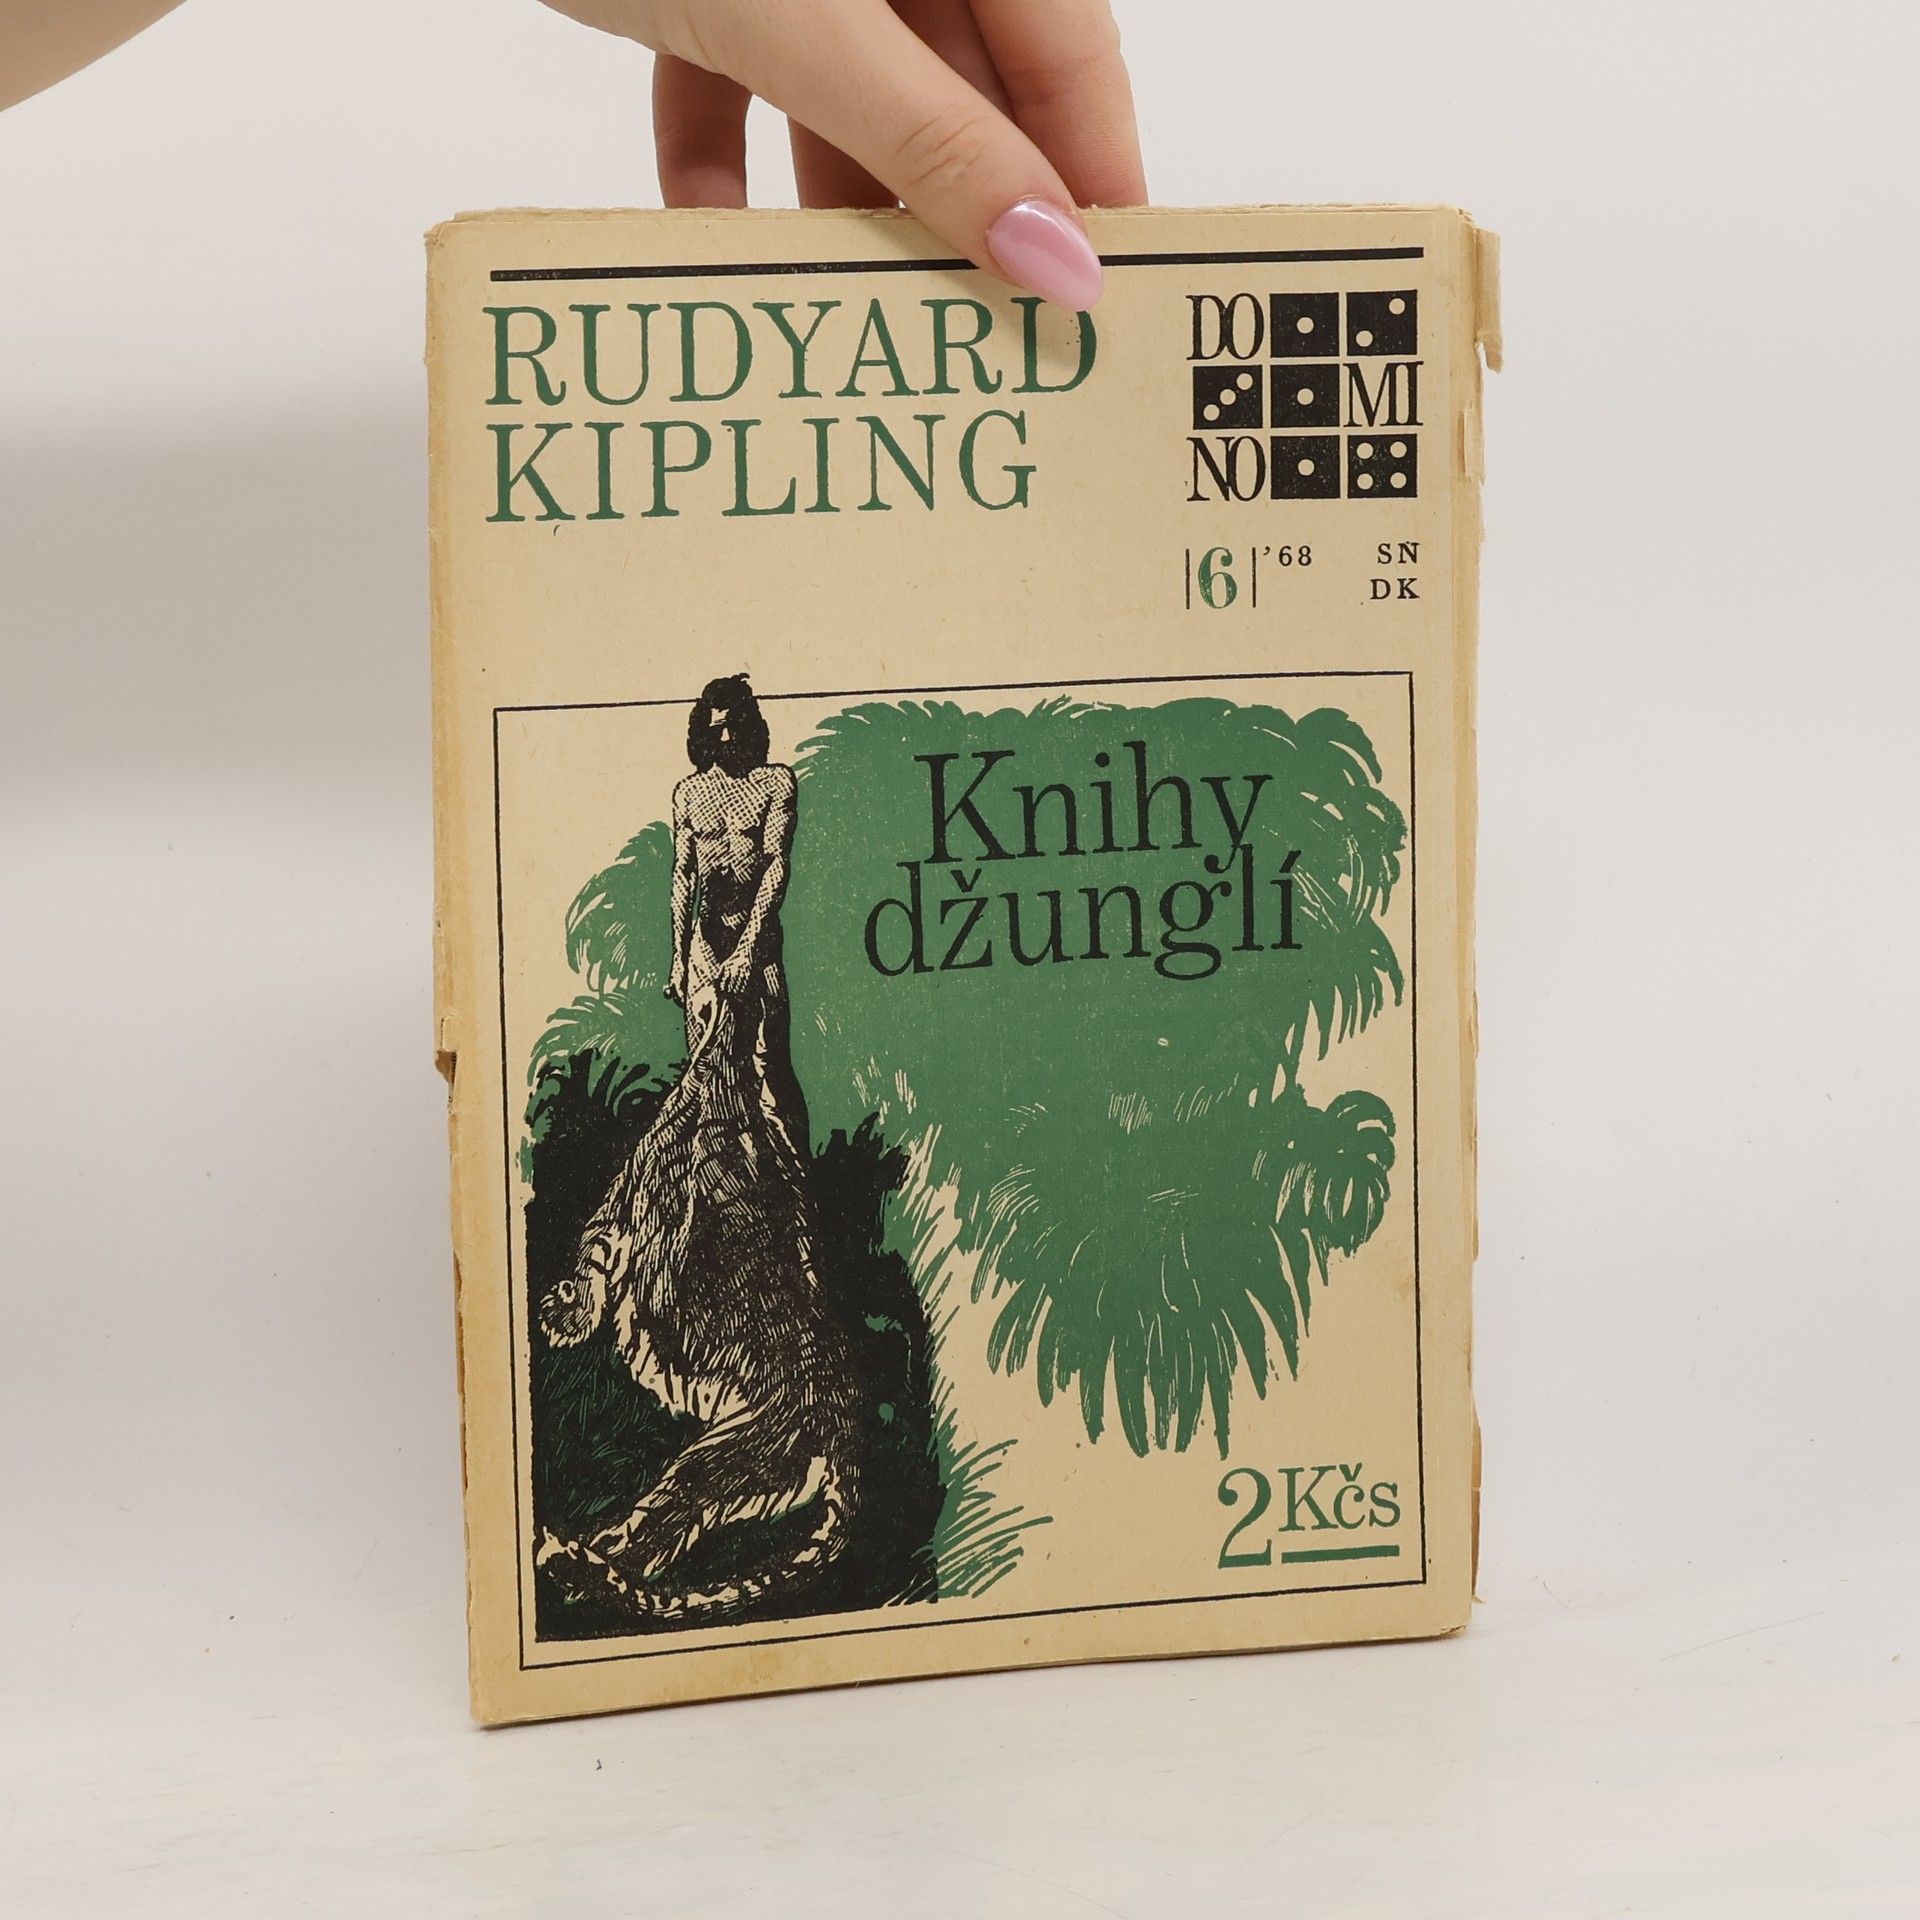 RUDYARD
KIPLING
DO
MI
NO
|6|'68
SN
DK
Knihy
džunglí
2 Kčs